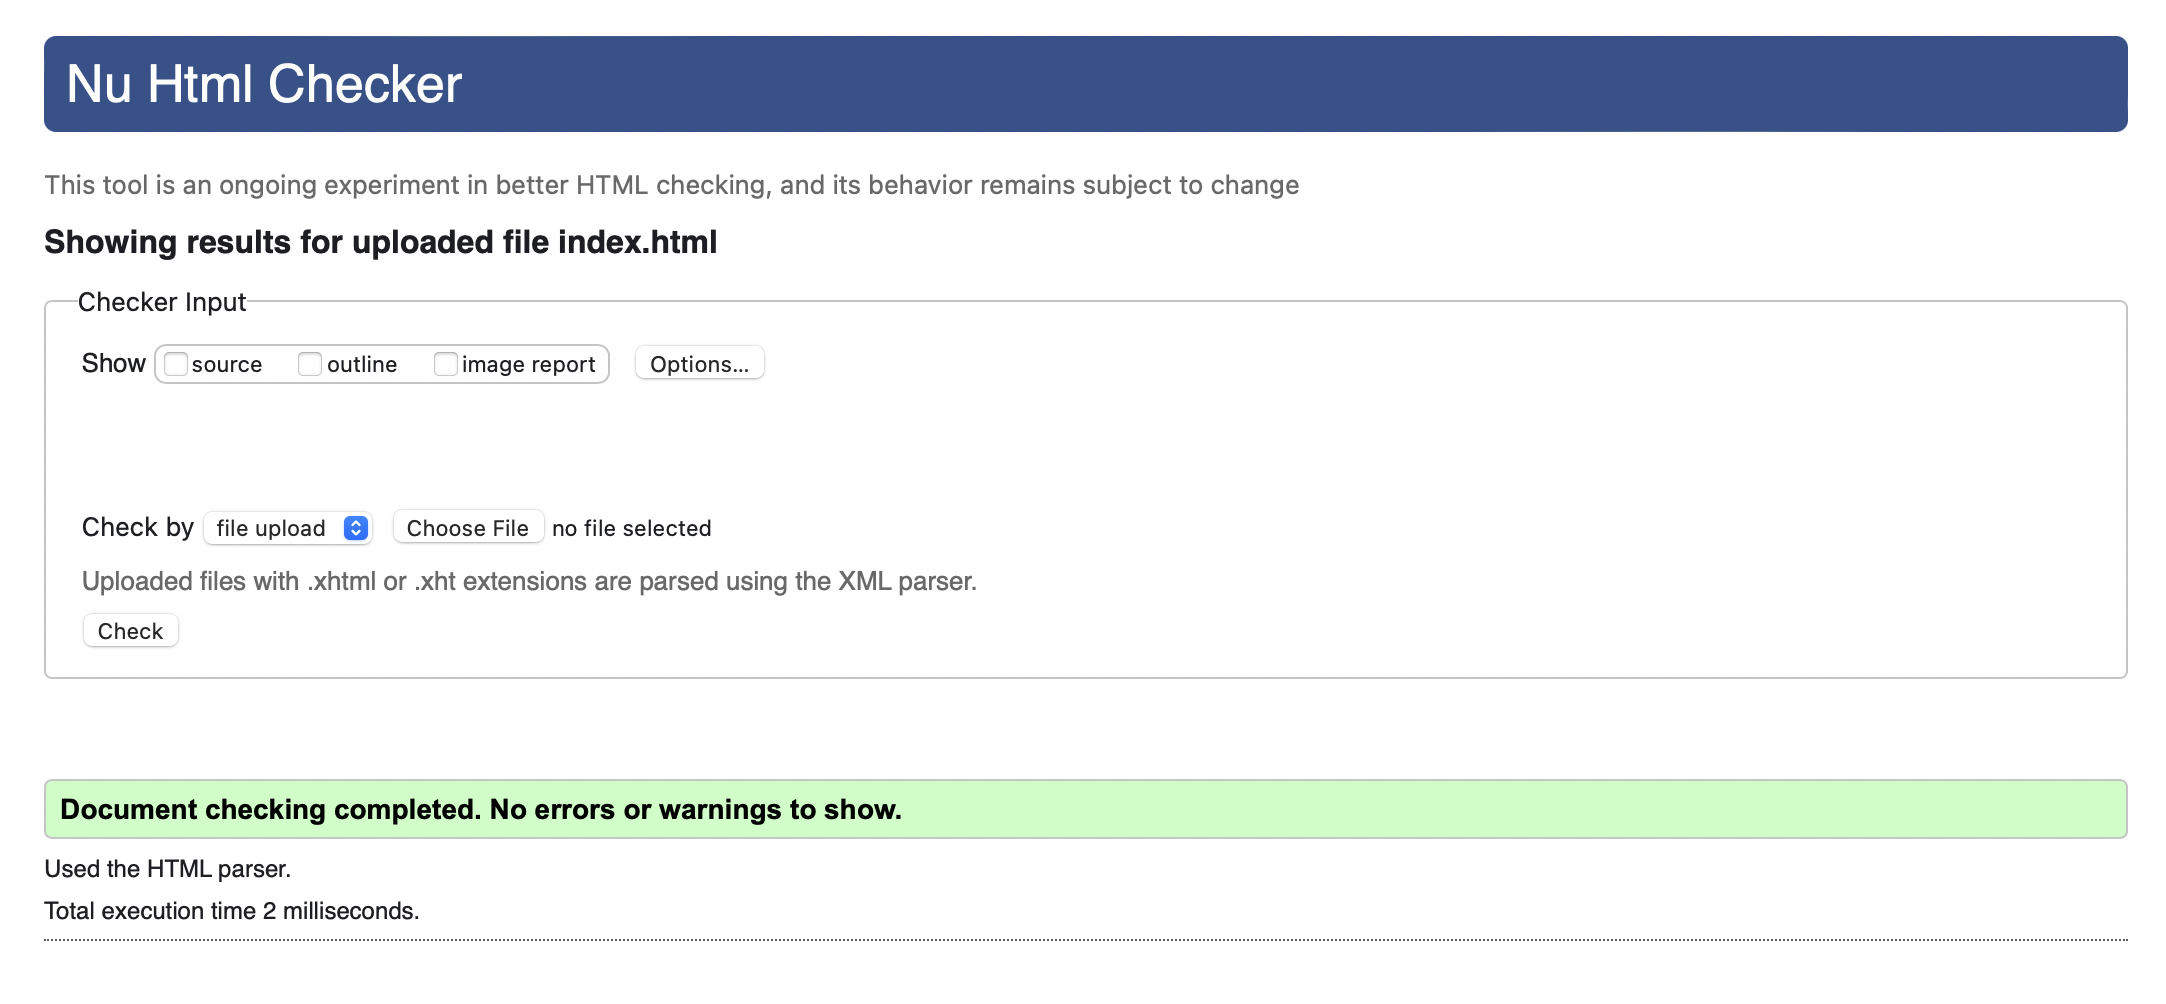 Nu Html Checker
This tool is an ongoing experiment in better HTML checking, and its behavior remains subject to change
Showing results for uploaded file index.html
Checker Input
Show source outline image report Options...
Check by file upload Choose File no file selected
Uploaded files with .xhtml or .xht extensions are parsed using the XML parser.
Check
Document checking completed. No errors or warnings to show.
Used the HTML parser.
Total execution time 2 milliseconds.